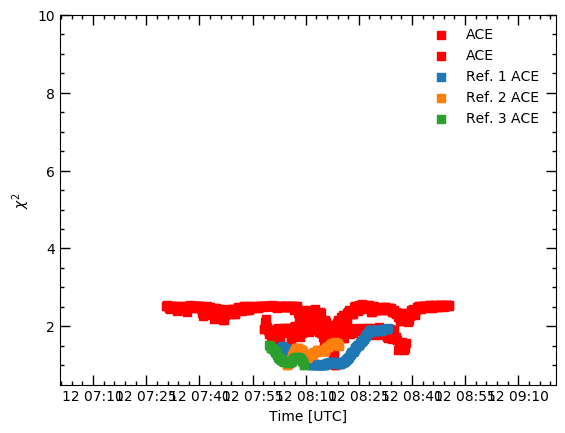 10
8
6
4
2
χ²
ACE
ACE
Ref. 1 ACE
Ref. 2 ACE
Ref. 3 ACE
12 07:10 12 07:25 12 07:40 12 07:55 12 08:10 12 08:25 12 08:40 12 08:55 12 09:10
Time [UTC]